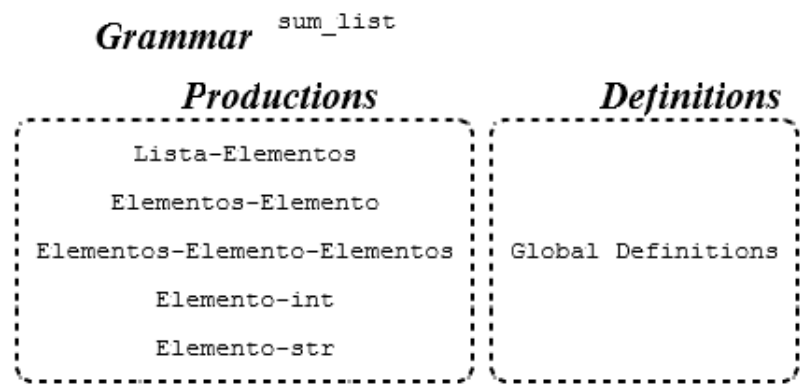 Grammar sum_list
Productions Definitions
Lista-Elementos
Elementos-Elemento
Elementos-Elemento-Elementos Global Definitions
Elemento-int
Elemento-str